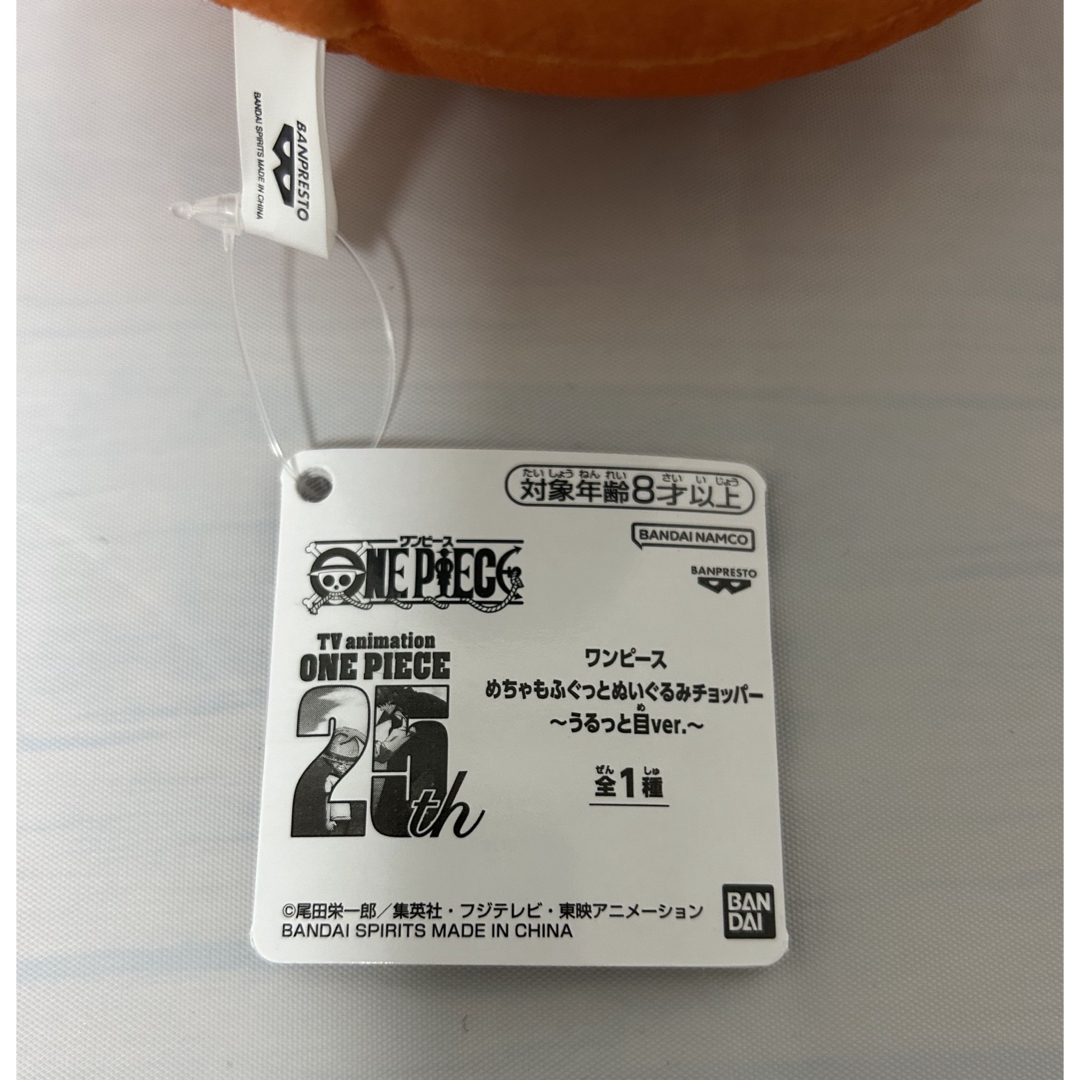 BANPRESTO
BANDAI SPIRITS MADE IN CHINA
たいしょうねんれい さいいじょう
対象年齢8才以上
BANDAI NAMCO
BANPRESTO
ワンピース
ONE PIECE
TV animation
ONE PIECE
25th
ワンピース
めちゃもふぐっとぬいぐるみチョッパー
め
～うるっと目ver.～
ぜん しゅ
全1種
©尾田栄一郎／集英社・フジテレビ・東映アニメーション
BANDAI SPIRITS MADE IN CHINA
BAN
DAI